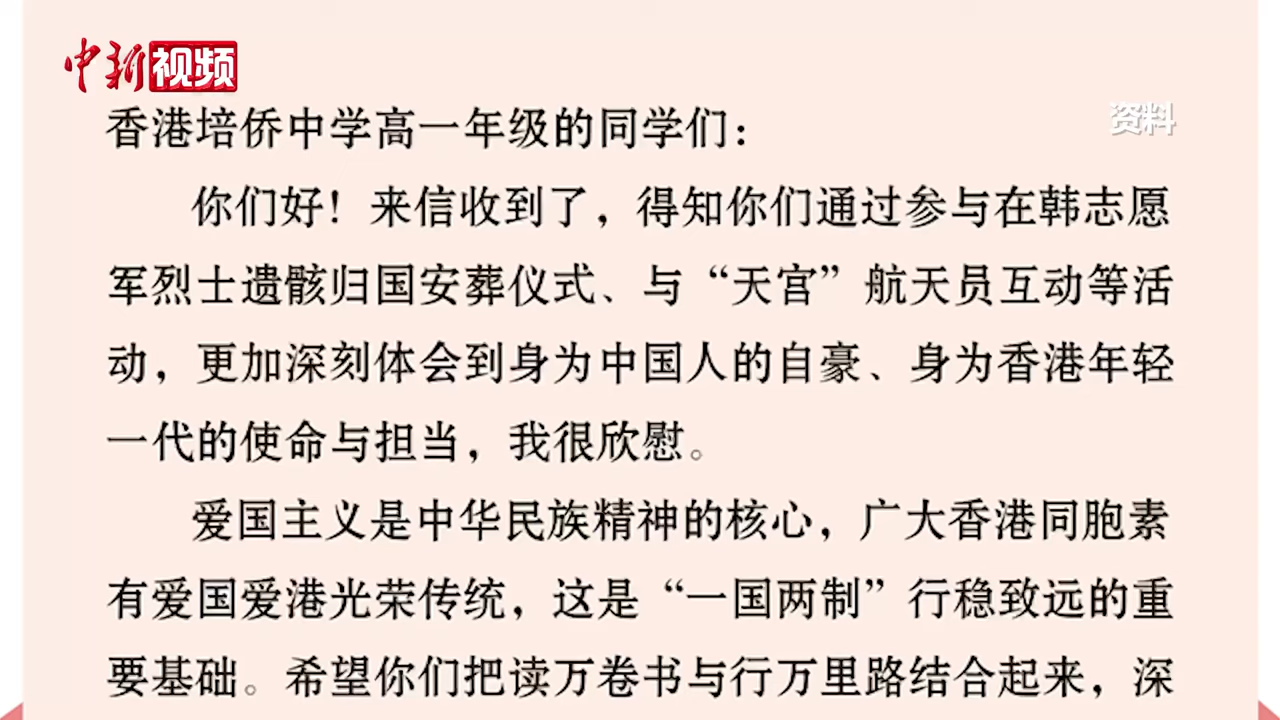 中新视频
资料
香港培侨中学高一年级的同学们：
你们好！来信收到了，得知你们通过参与在韩志愿
军烈士遗骸归国安葬仪式、与“天宫”航天员互动等活
动，更加深刻体会到身为中国人的自豪、身为香港年轻
一代的使命与担当，我很欣慰。
爱国主义是中华民族精神的核心，广大香港同胞素
有爱国爱港光荣传统，这是“一国两制”行稳致远的重
要基础。希望你们把读万卷书与行万里路结合起来，深